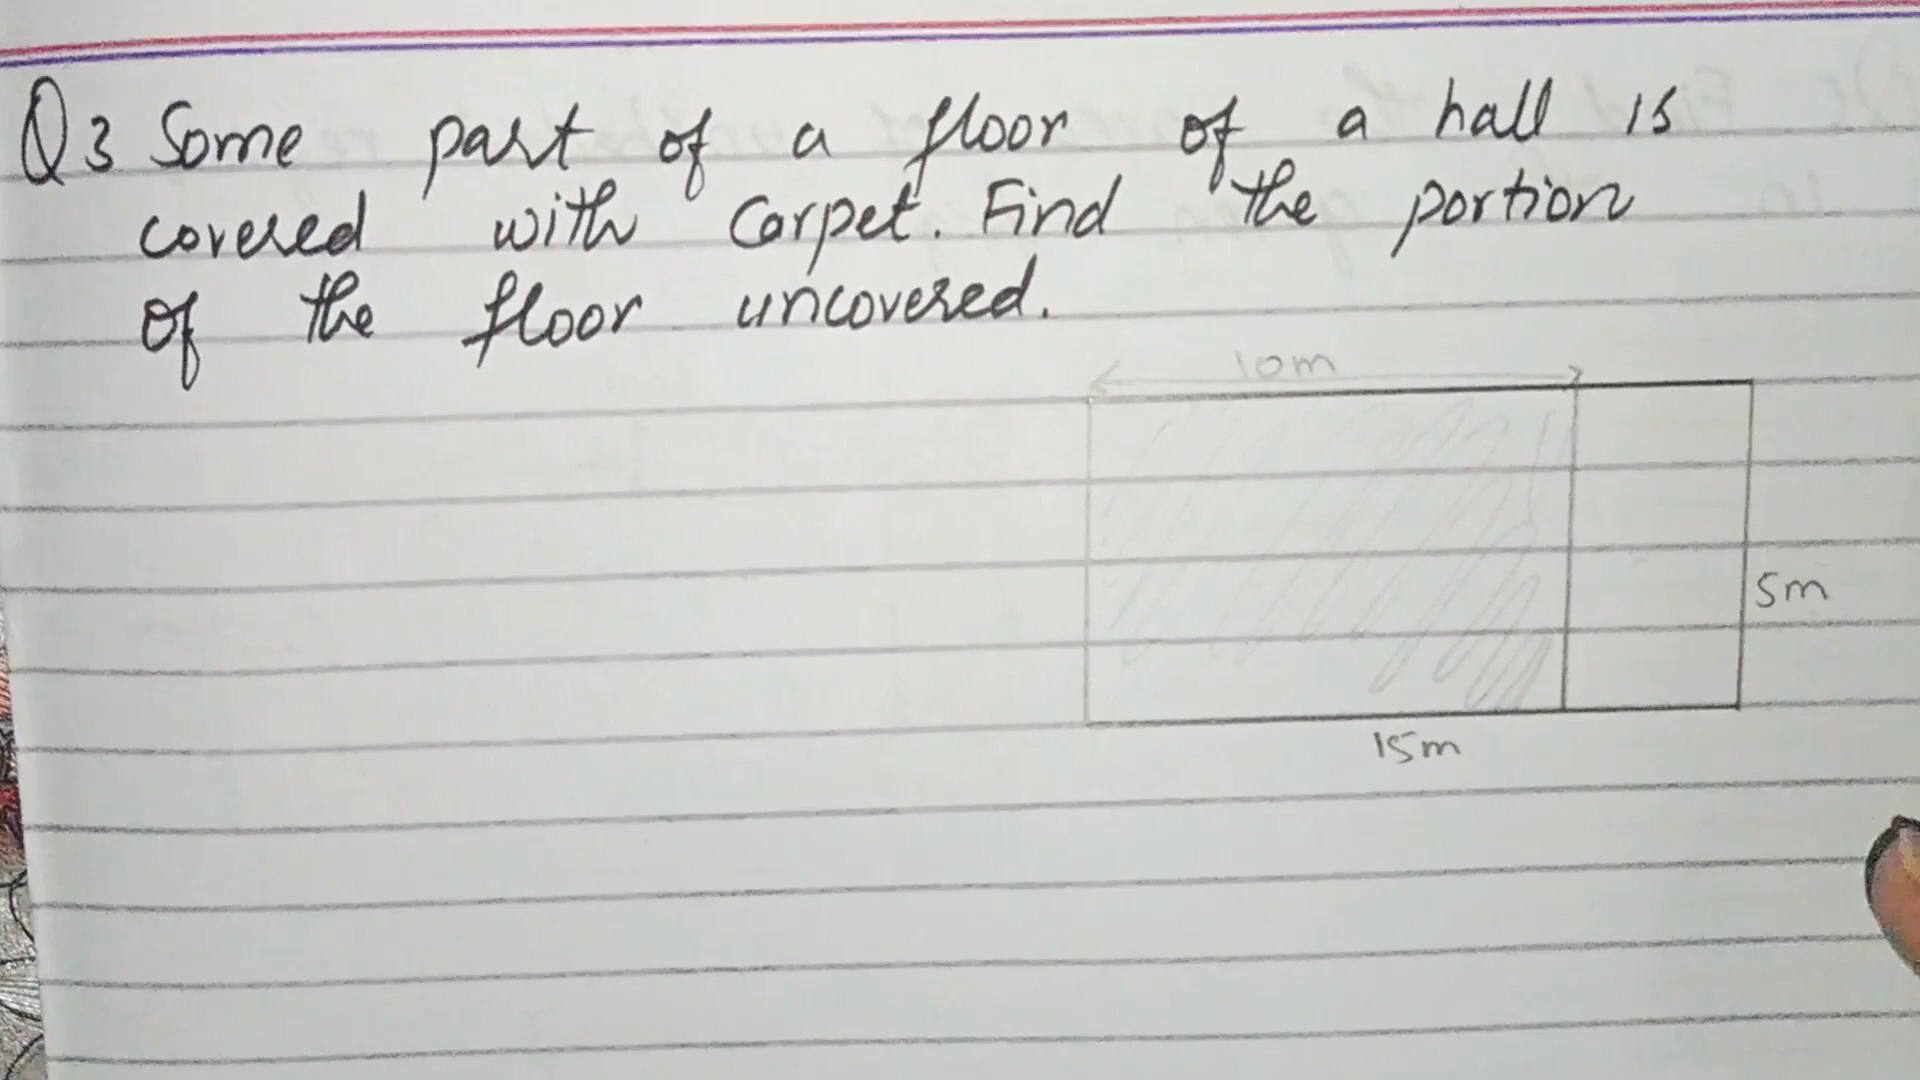 Q3 Some part of a floor of a hall is
covered with carpet. Find the portion
of the floor uncovered.
10m
5m
15m